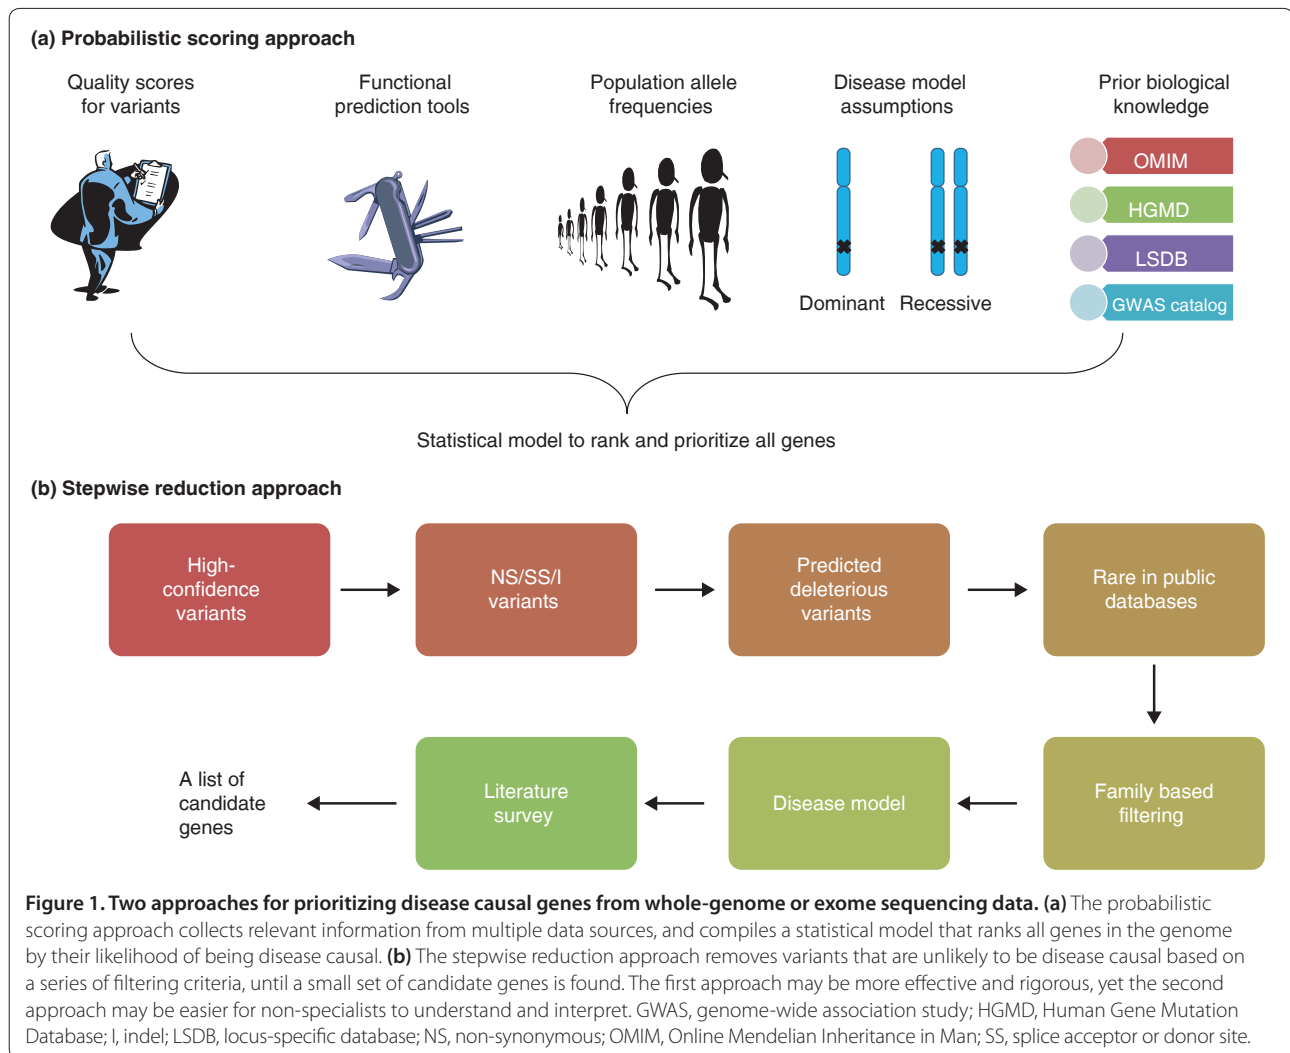 (a) Probabilistic scoring approach
Quality scores
for variants
Functional
prediction tools
Population allele
frequencies
Disease model
assumptions
Prior biological
knowledge
OMIM
HGMD
LSDB
GWAS catalog
Dominant
Recessive
Statistical model to rank and prioritize all genes
(b) Stepwise reduction approach
High-
confidence
variants
NS/SS/I
variants
Predicted
deleterious
variants
Rare in public
databases
Family based
filtering
Disease model
Literature
survey
A list of
candidate
genes
Figure 1. Two approaches for prioritizing disease causal genes from whole-genome or exome sequencing data. (a) The probabilistic
scoring approach collects relevant information from multiple data sources, and compiles a statistical model that ranks all genes in the genome
by their likelihood of being disease causal. (b) The stepwise reduction approach removes variants that are unlikely to be disease causal based on
a series of filtering criteria, until a small set of candidate genes is found. The first approach may be more effective and rigorous, yet the second
approach may be easier for non-specialists to understand and interpret. GWAS, genome-wide association study; HGMD, Human Gene Mutation
Database; I, indel; LSDB, locus-specific database; NS, non-synonymous; OMIM, Online Mendelian Inheritance in Man; SS, splice acceptor or donor site.